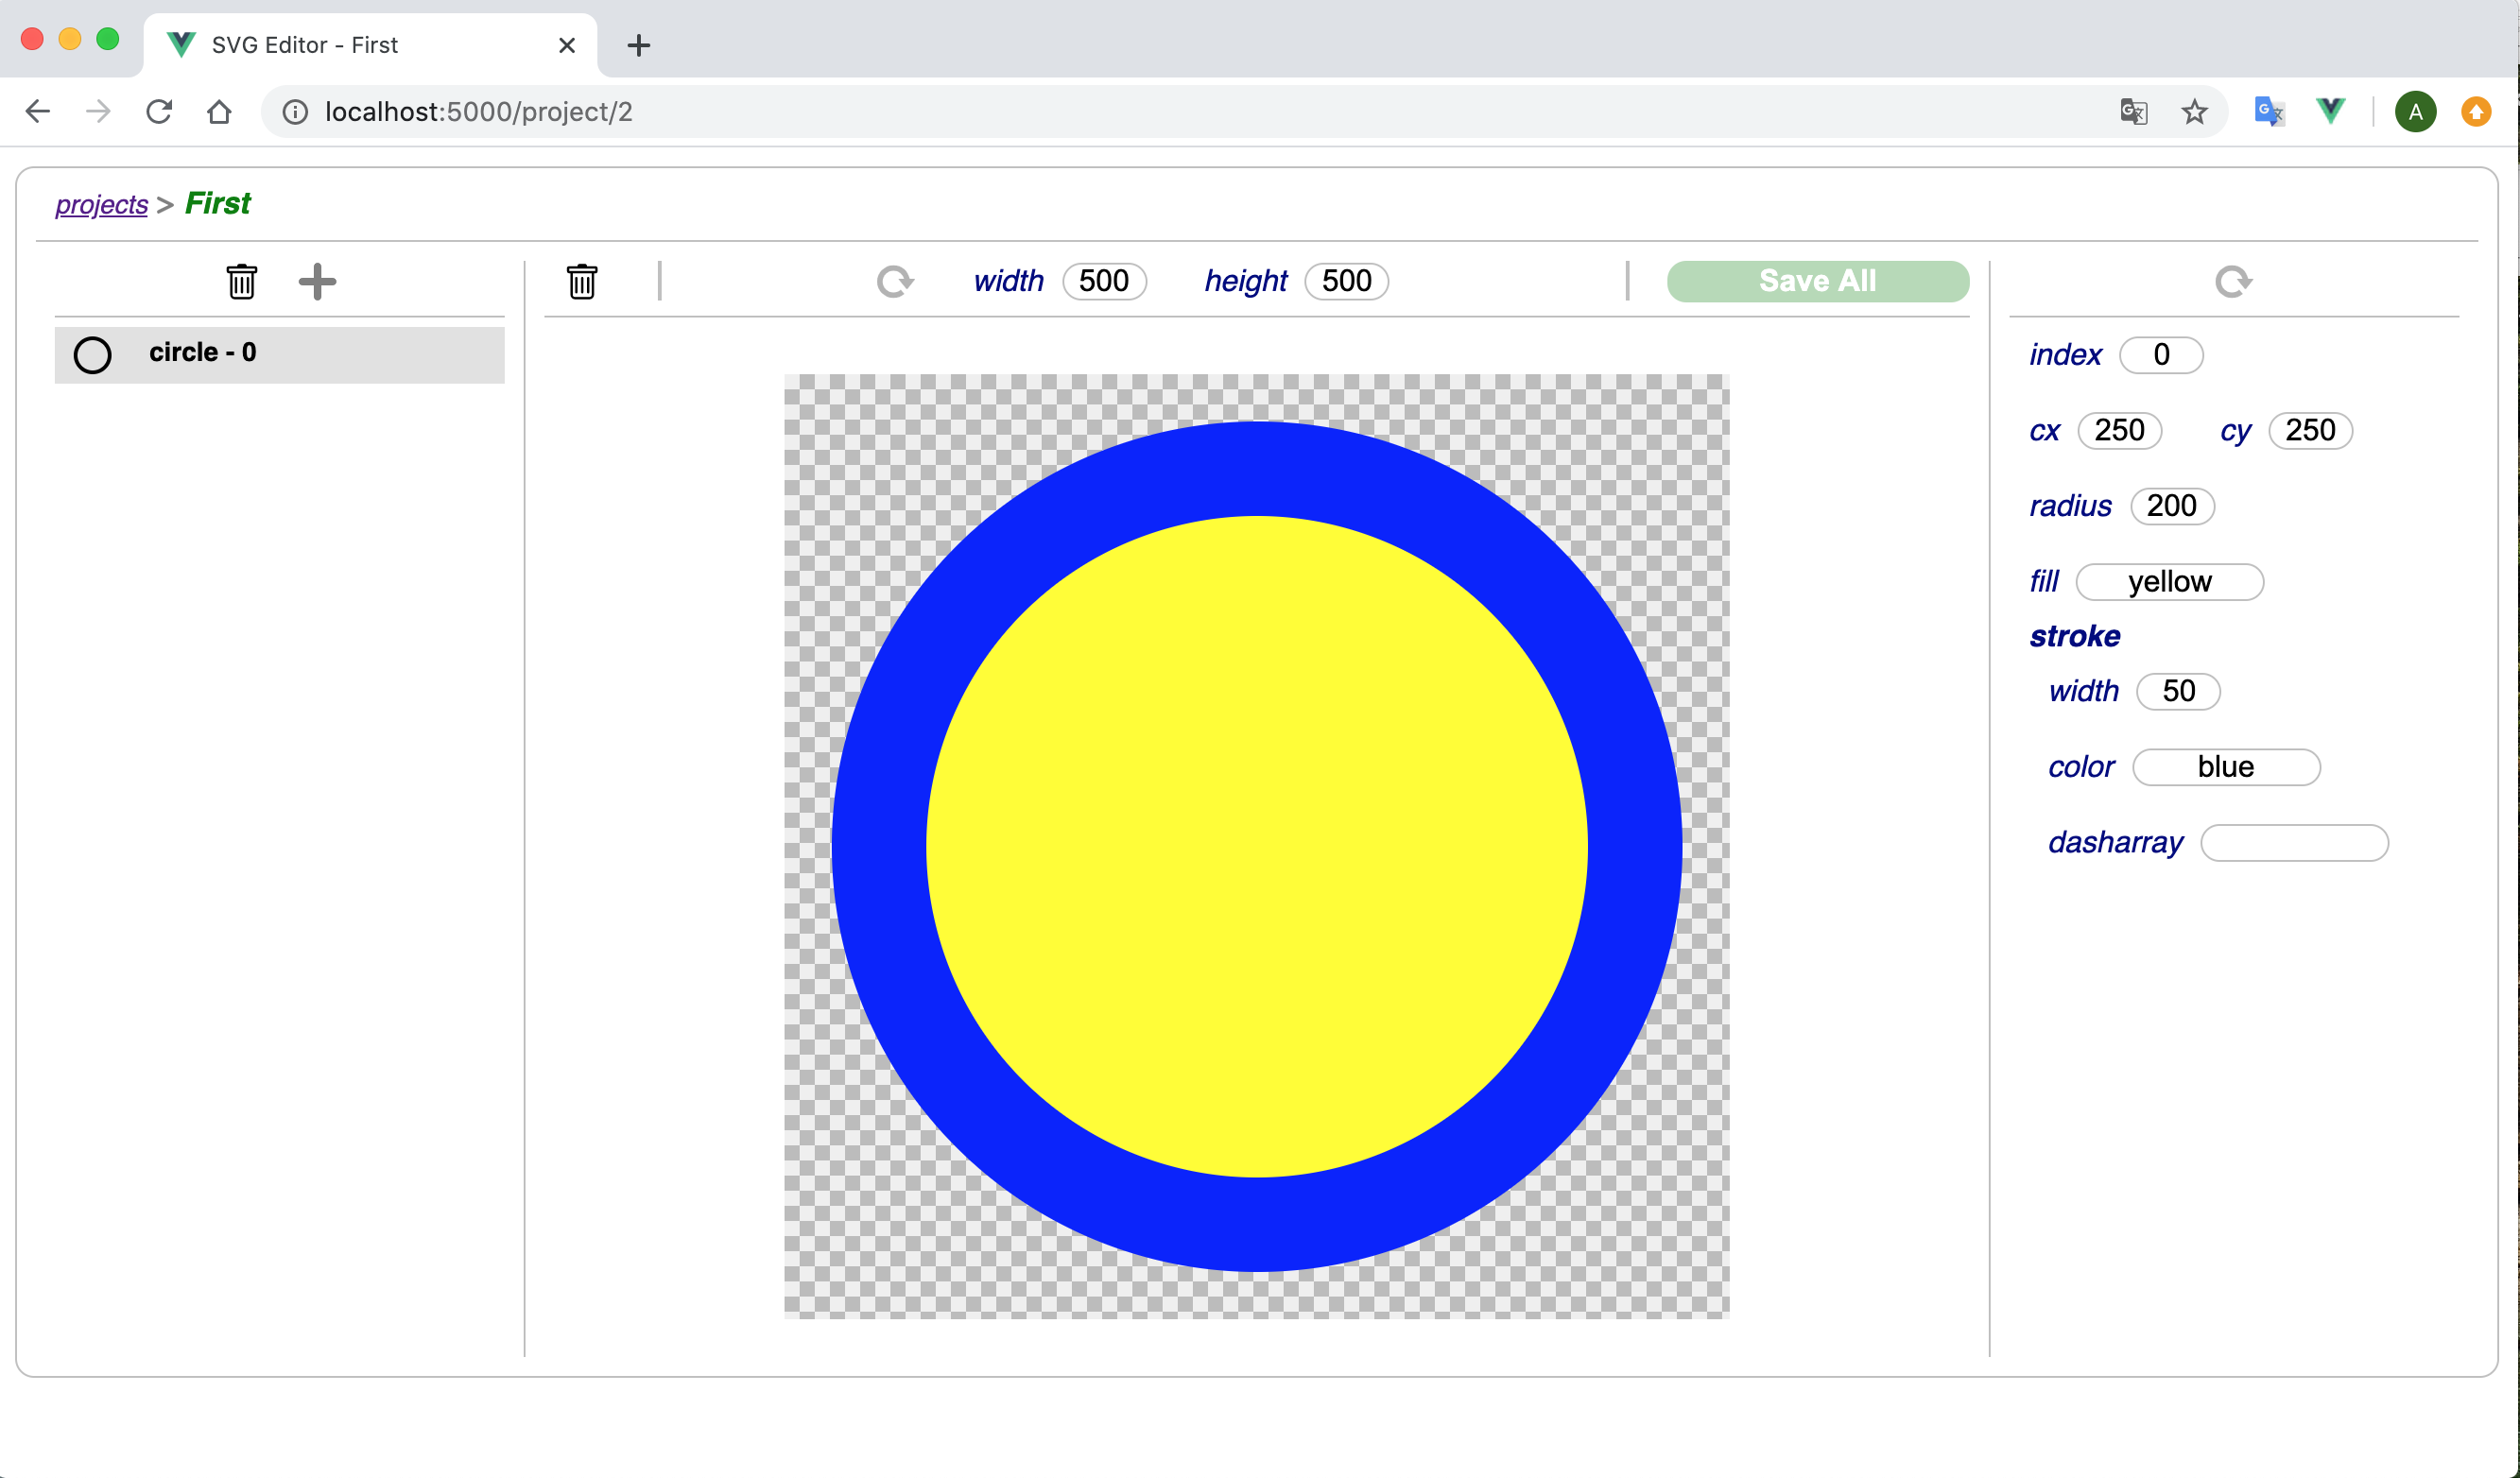 SVG Editor - First
localhost:5000/project/2
A
projects > First
width 500 height 500
Save All
circle - 0
index 0
cx 250 cy 250
radius 200
fill yellow
stroke
width 50
color blue
dasharray